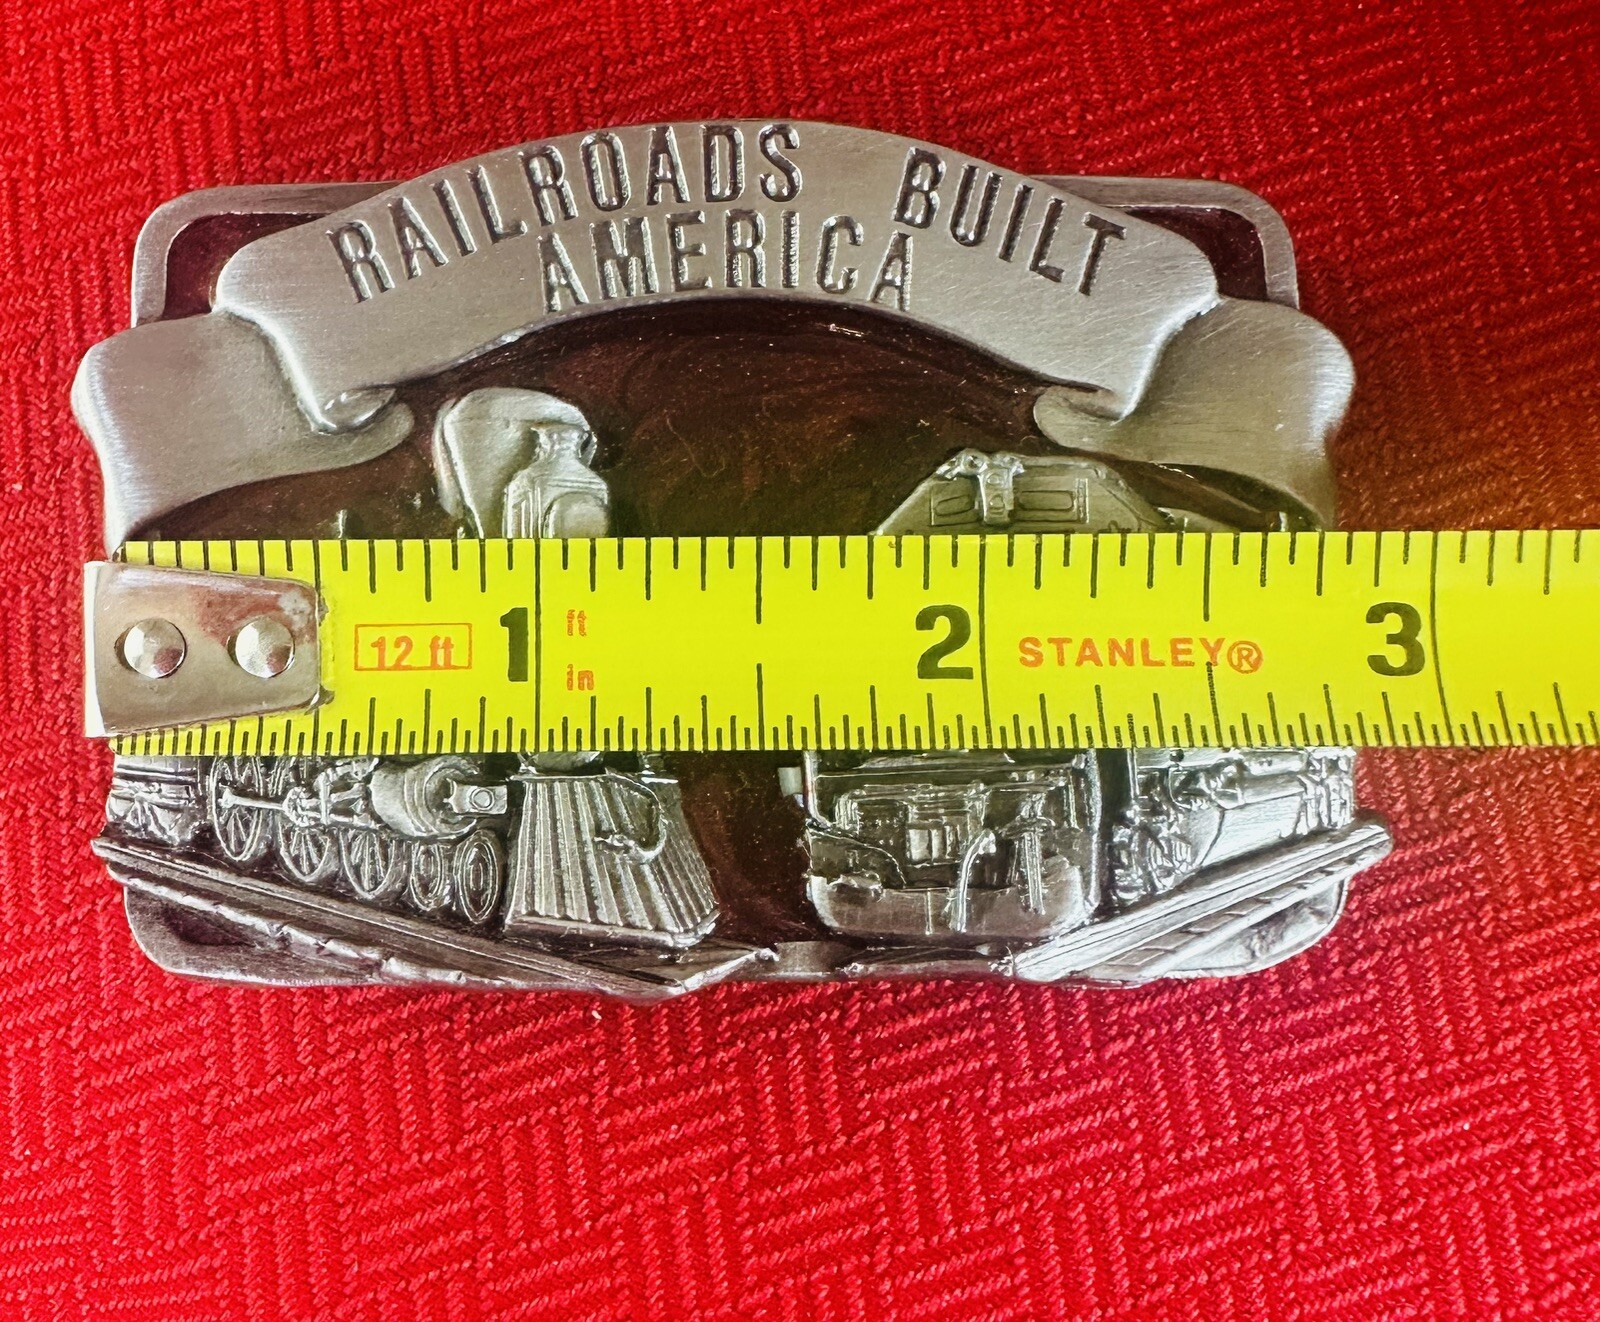 RAILROADS BUILT
AMERICA
12 ft 1 ft 2 STANLEY® 3
in